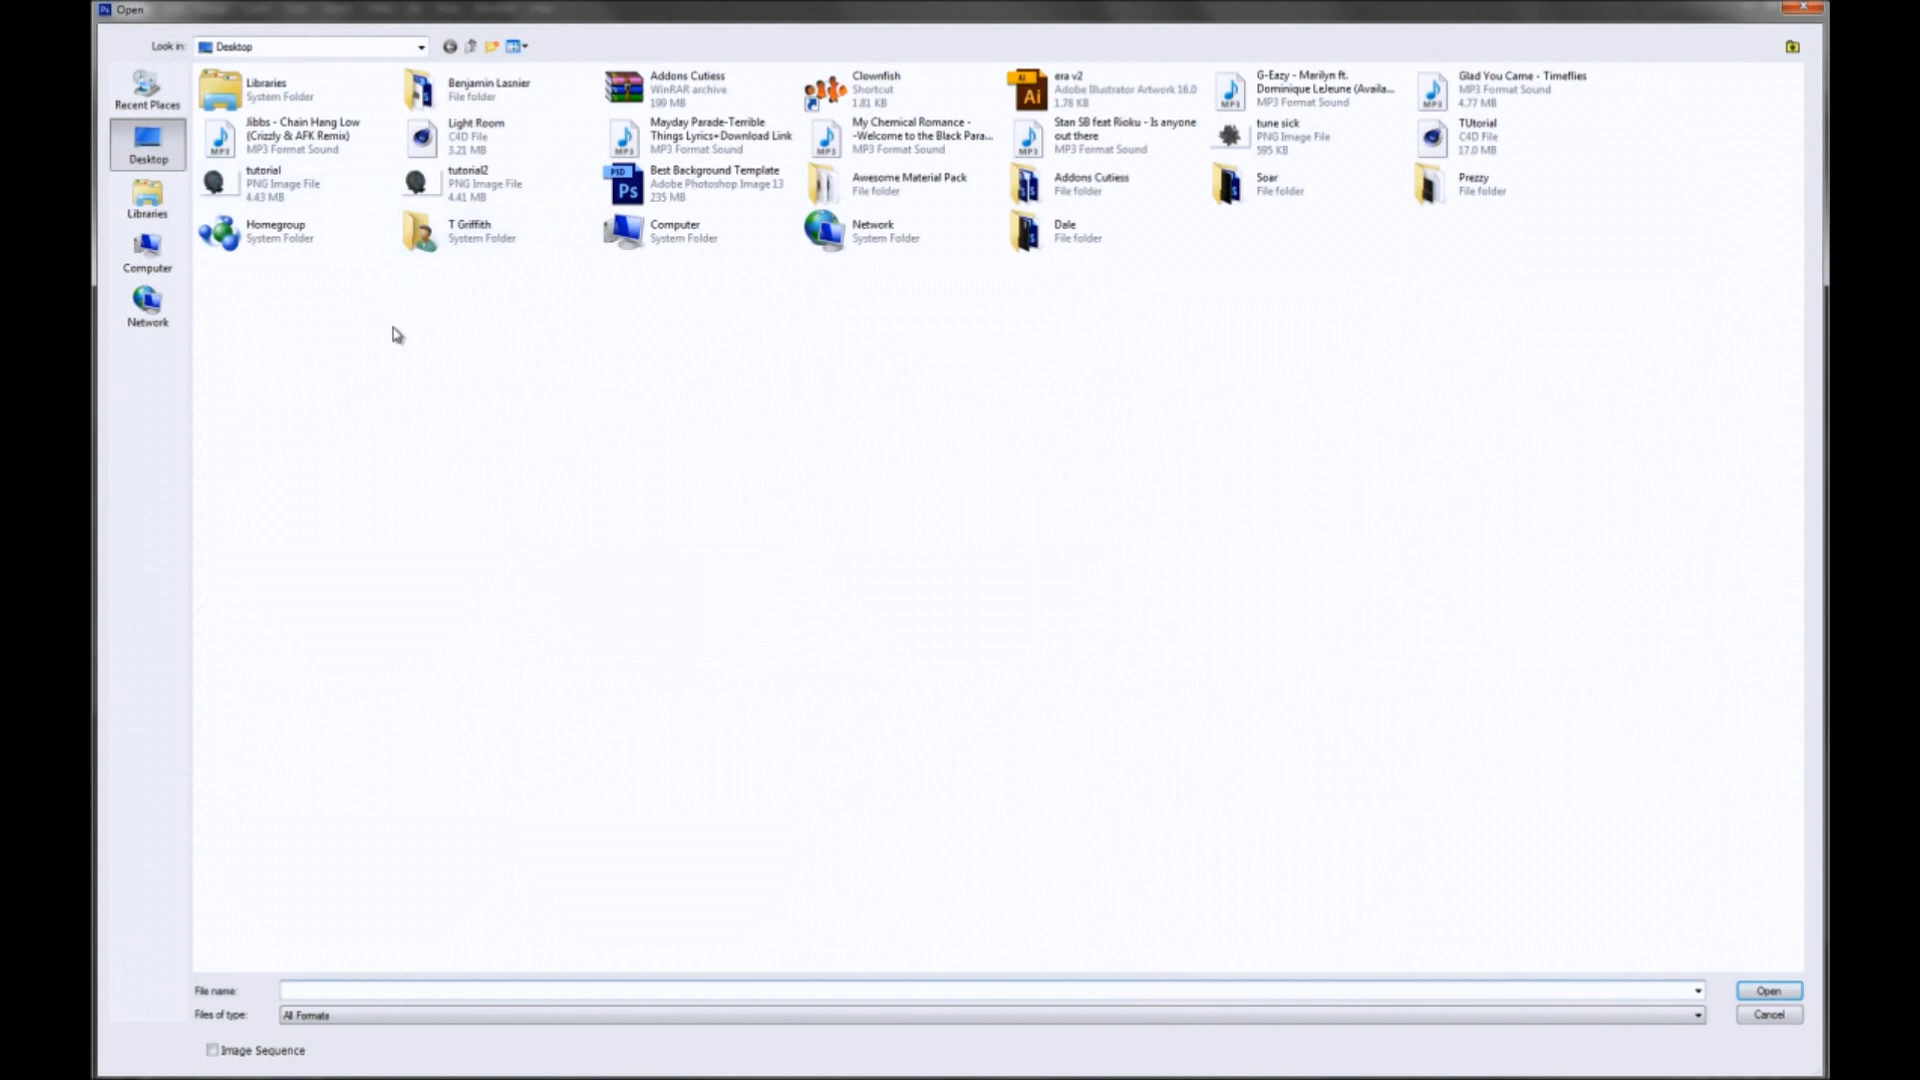 Open
Look in:
Desktop
Recent Places
Desktop
Libraries
Computer
Network
Libraries
System Folder
Benjamin Lasnier
File folder
Addons Cutiess
WinRAR archive
199 MB
Clownfish
Shortcut
1.81 KB
era v2
Adobe Illustrator Artwork 16.0
1.78 KB
G-Eazy - Marilyn ft.
Dominique LeJeune (Availa...
MP3 Format Sound
Glad You Came - Timeflies
MP3 Format Sound
4.77 MB
Jibbs - Chain Hang Low
(Crizzly & AFK Remix)
MP3 Format Sound
Light Room
C4D File
3.21 MB
Mayday Parade-Terrible
Things Lyrics+Download Link
MP3 Format Sound
My Chemical Romance -
-Welcome to the Black Para...
MP3 Format Sound
Stan SB feat Rioku - Is anyone
out there
MP3 Format Sound
tune sick
PNG Image File
595 KB
TUtorial
C4D File
17.0 MB
tutorial
PNG Image File
4.43 MB
tutorial2
PNG Image File
4.41 MB
Best Background Template
Adobe Photoshop Image 13
235 MB
Awesome Material Pack
File folder
Addons Cutiess
File folder
Soar
File folder
Prezzy
File folder
Homegroup
System Folder
T Griffith
System Folder
Computer
System Folder
Network
System Folder
Dale
File folder
File name:
Open
Files of type:
All Formats
Cancel
Image Sequence